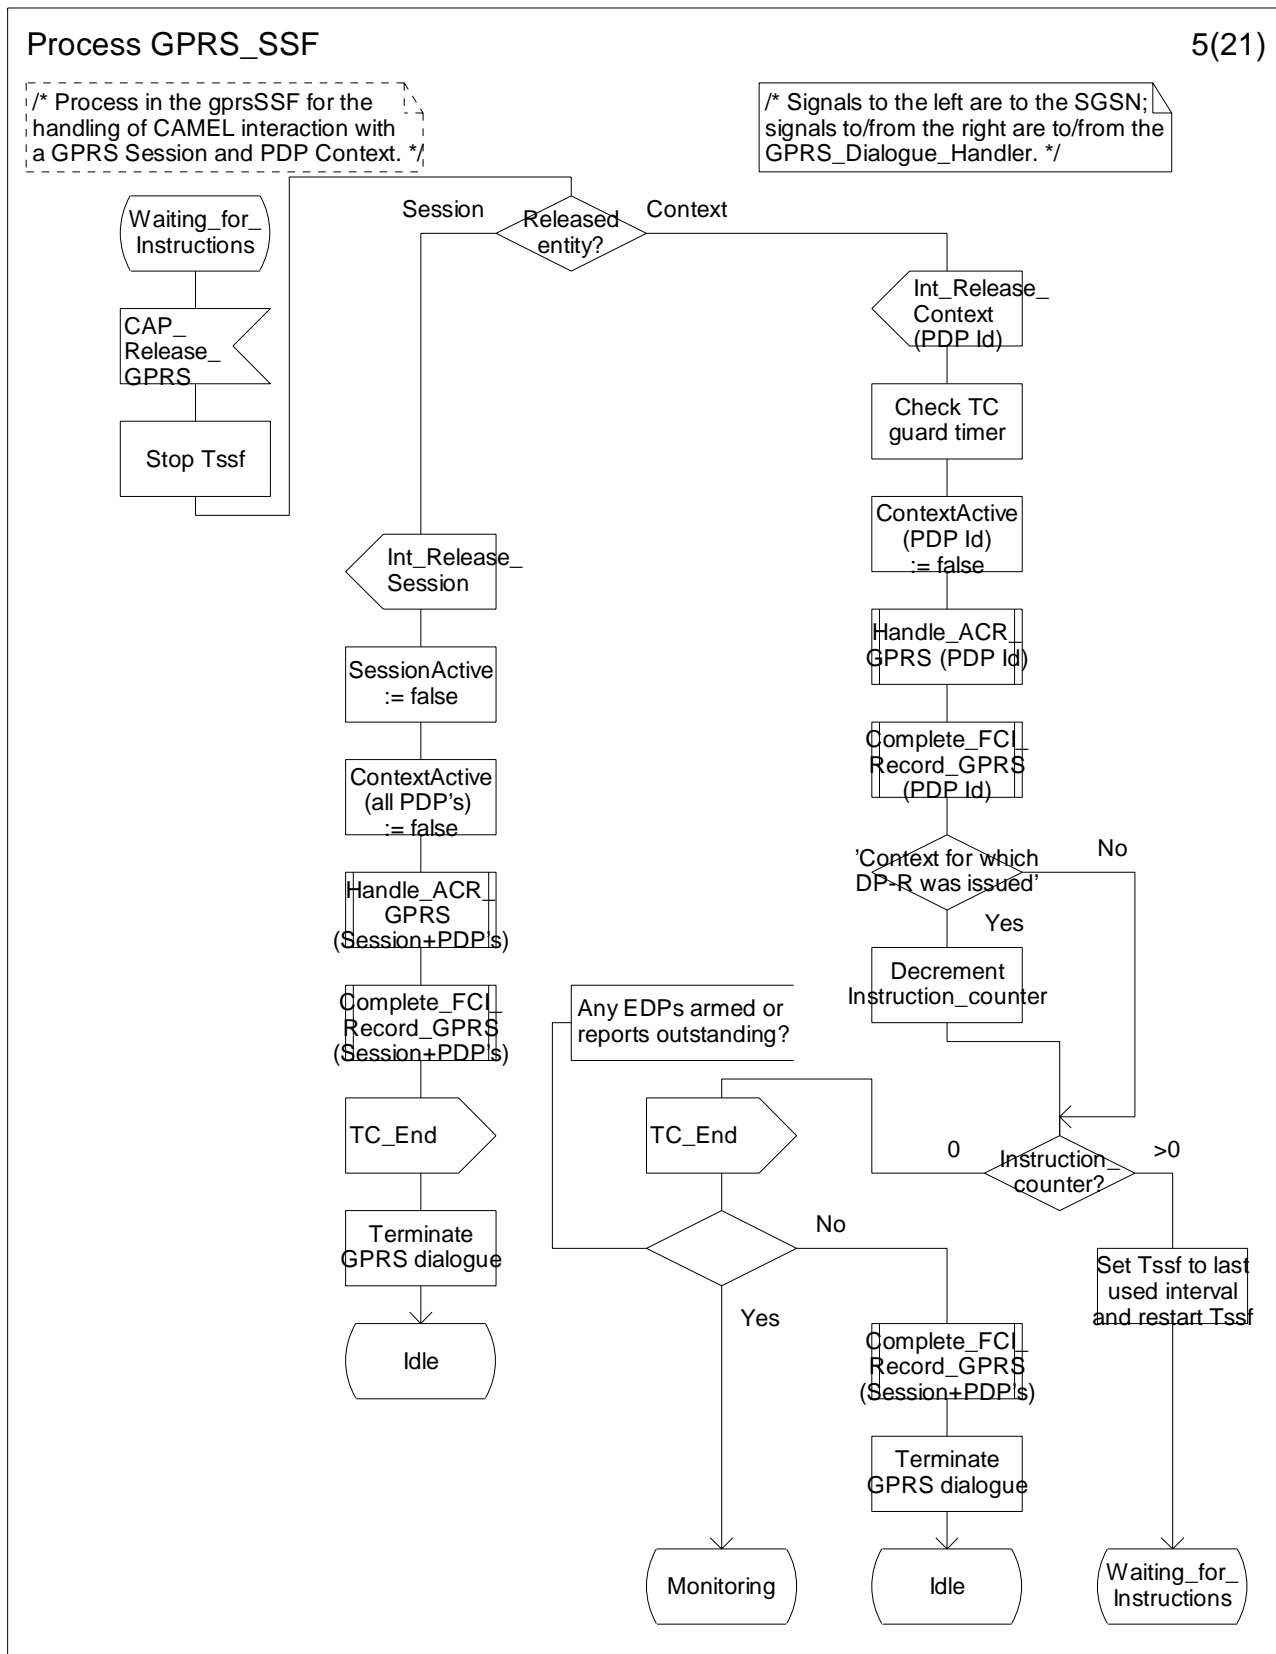 Process GPRS_SSF
5(21)
/* Process in the gprsSSF for the
handling of CAMEL interaction with
a GPRS Session and PDP Context. */
/* Signals to the left are to the SGSN;
signals to/from the right are to/from the
GPRS_Dialogue_Handler. */
Waiting_for_
Instructions
CAP_
Release_
GPRS
Stop Tssf
Session
Released
entity?
Context
Int_Release_
Session
SessionActive
:= false
ContextActive
(all PDP's)
:= false
Handle_ACR_
GPRS
(Session+PDP's)
Complete_FCI_
Record_GPRS
(Session+PDP's)
TC_End
Terminate
GPRS dialogue
Idle
Int_Release_
Context
(PDP Id)
Check TC
guard timer
ContextActive
(PDP Id)
:= false
Handle_ACR_
GPRS (PDP Id)
Complete_FCI_
Record_GPRS
(PDP Id)
'Context for which
DP-R was issued'
No
Yes
Decrement
Instruction_counter
Any EDPs armed or
reports outstanding?
TC_End
0
Instruction_
counter?
>0
No
Yes
Set Tssf to last
used interval
and restart Tssf
Complete_FCI_
Record_GPRS
(Session+PDP's)
Terminate
GPRS dialogue
Monitoring
Idle
Waiting_for_
Instructions